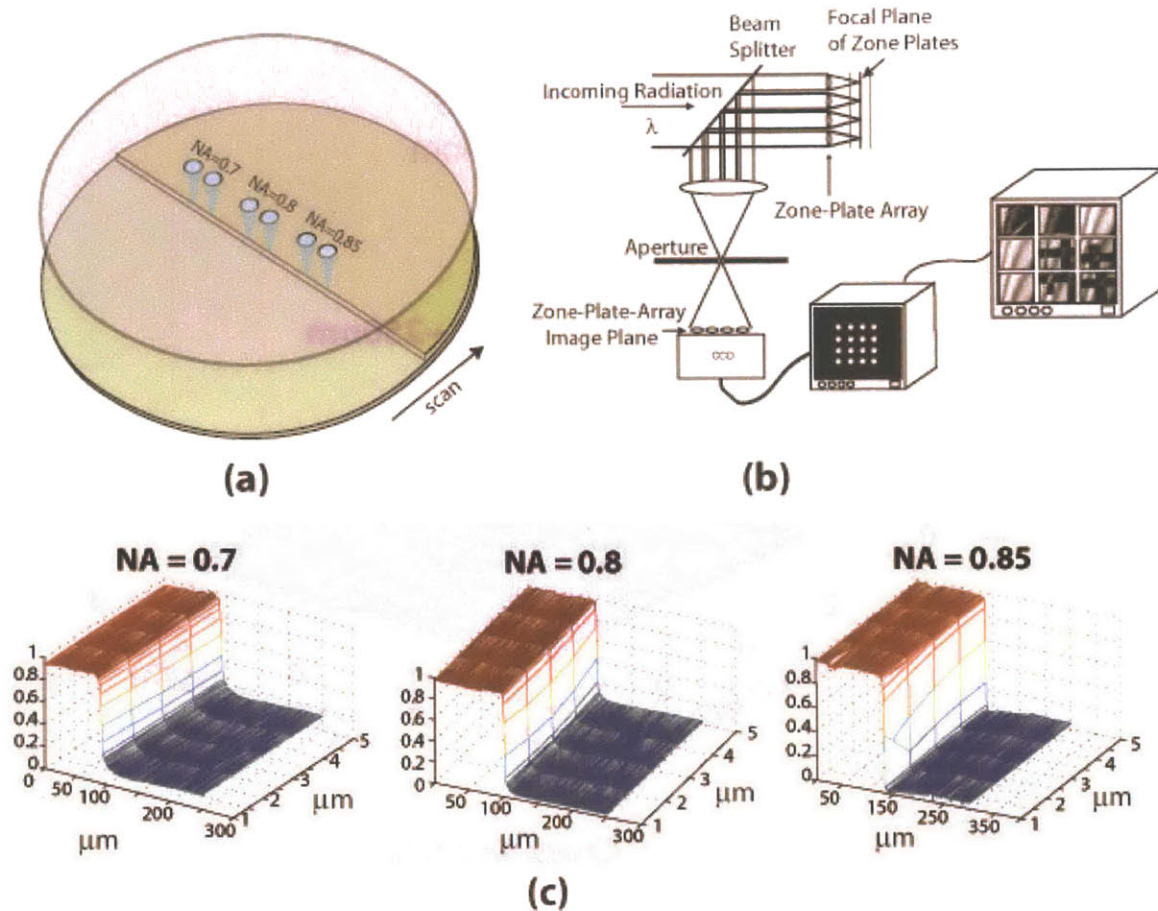 NA=0.7
NA=0.8
NA=0.85
scan
(a)
Beam
Splitter
Focal Plane
of Zone Plates
Incoming Radiation
λ
Zone-Plate Array
Aperture
Zone-Plate-Array
Image Plane
CCD
(b)
NA = 0.7
1
0.8
0.6
0.4
0.2
0
50
100
200
300
μm
1
2
3
4
5
μm
NA = 0.8
1
0.8
0.6
0.4
0.2
0
50
100
200
300
μm
1
2
3
4
5
μm
NA = 0.85
1
0.8
0.6
0.4
0.2
0
50
150
250
350
μm
1
2
3
4
5
μm
(c)